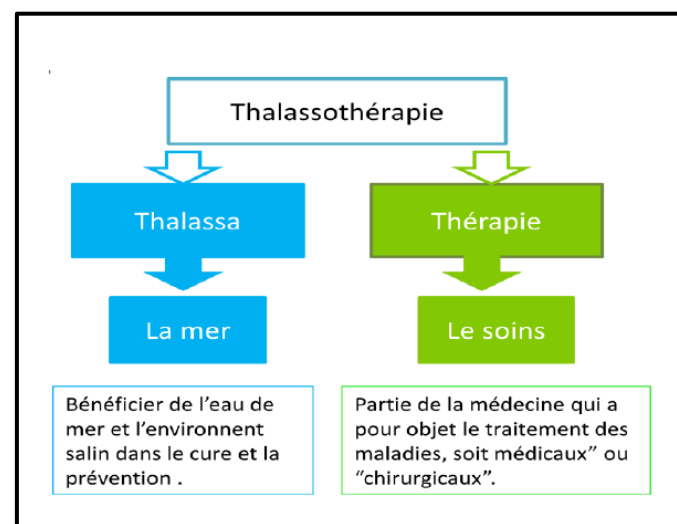 Thalassothérapie
Thalassa
Thérapie
La mer
Le soins
Bénéficier de l'eau de
mer et l'environnent
salin dans le cure et la
prévention .
Partie de la médecine qui a
pour objet le traitement des
maladies, soit médicaux” ou
“chirurgicaux”.